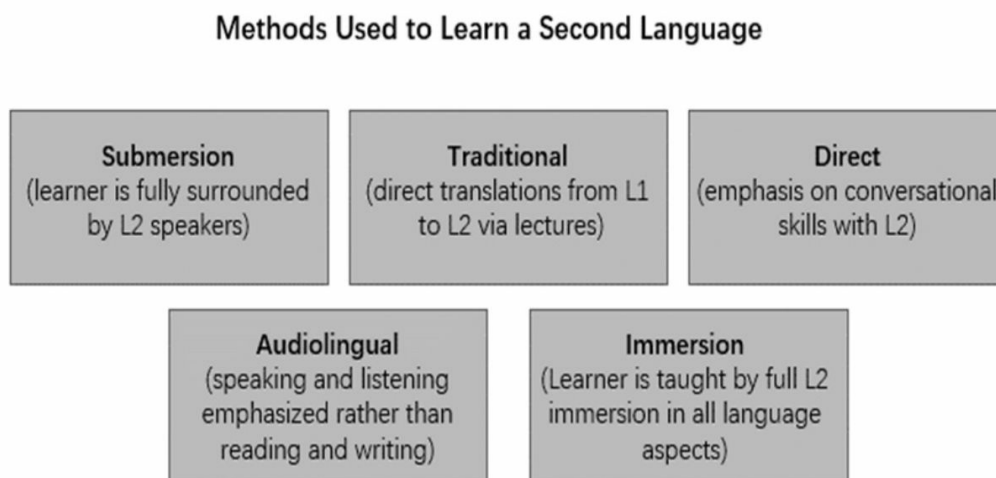 Methods Used to Learn a Second Language
Submersion
(learner is fully surrounded
by L2 speakers)
Traditional
(direct translations from L1
to L2 via lectures)
Direct
(emphasis on conversational
skills with L2)
Audiolingual
(speaking and listening
emphasized rather than
reading and writing)
Immersion
(Learner is taught by full L2
immersion in all language
aspects)